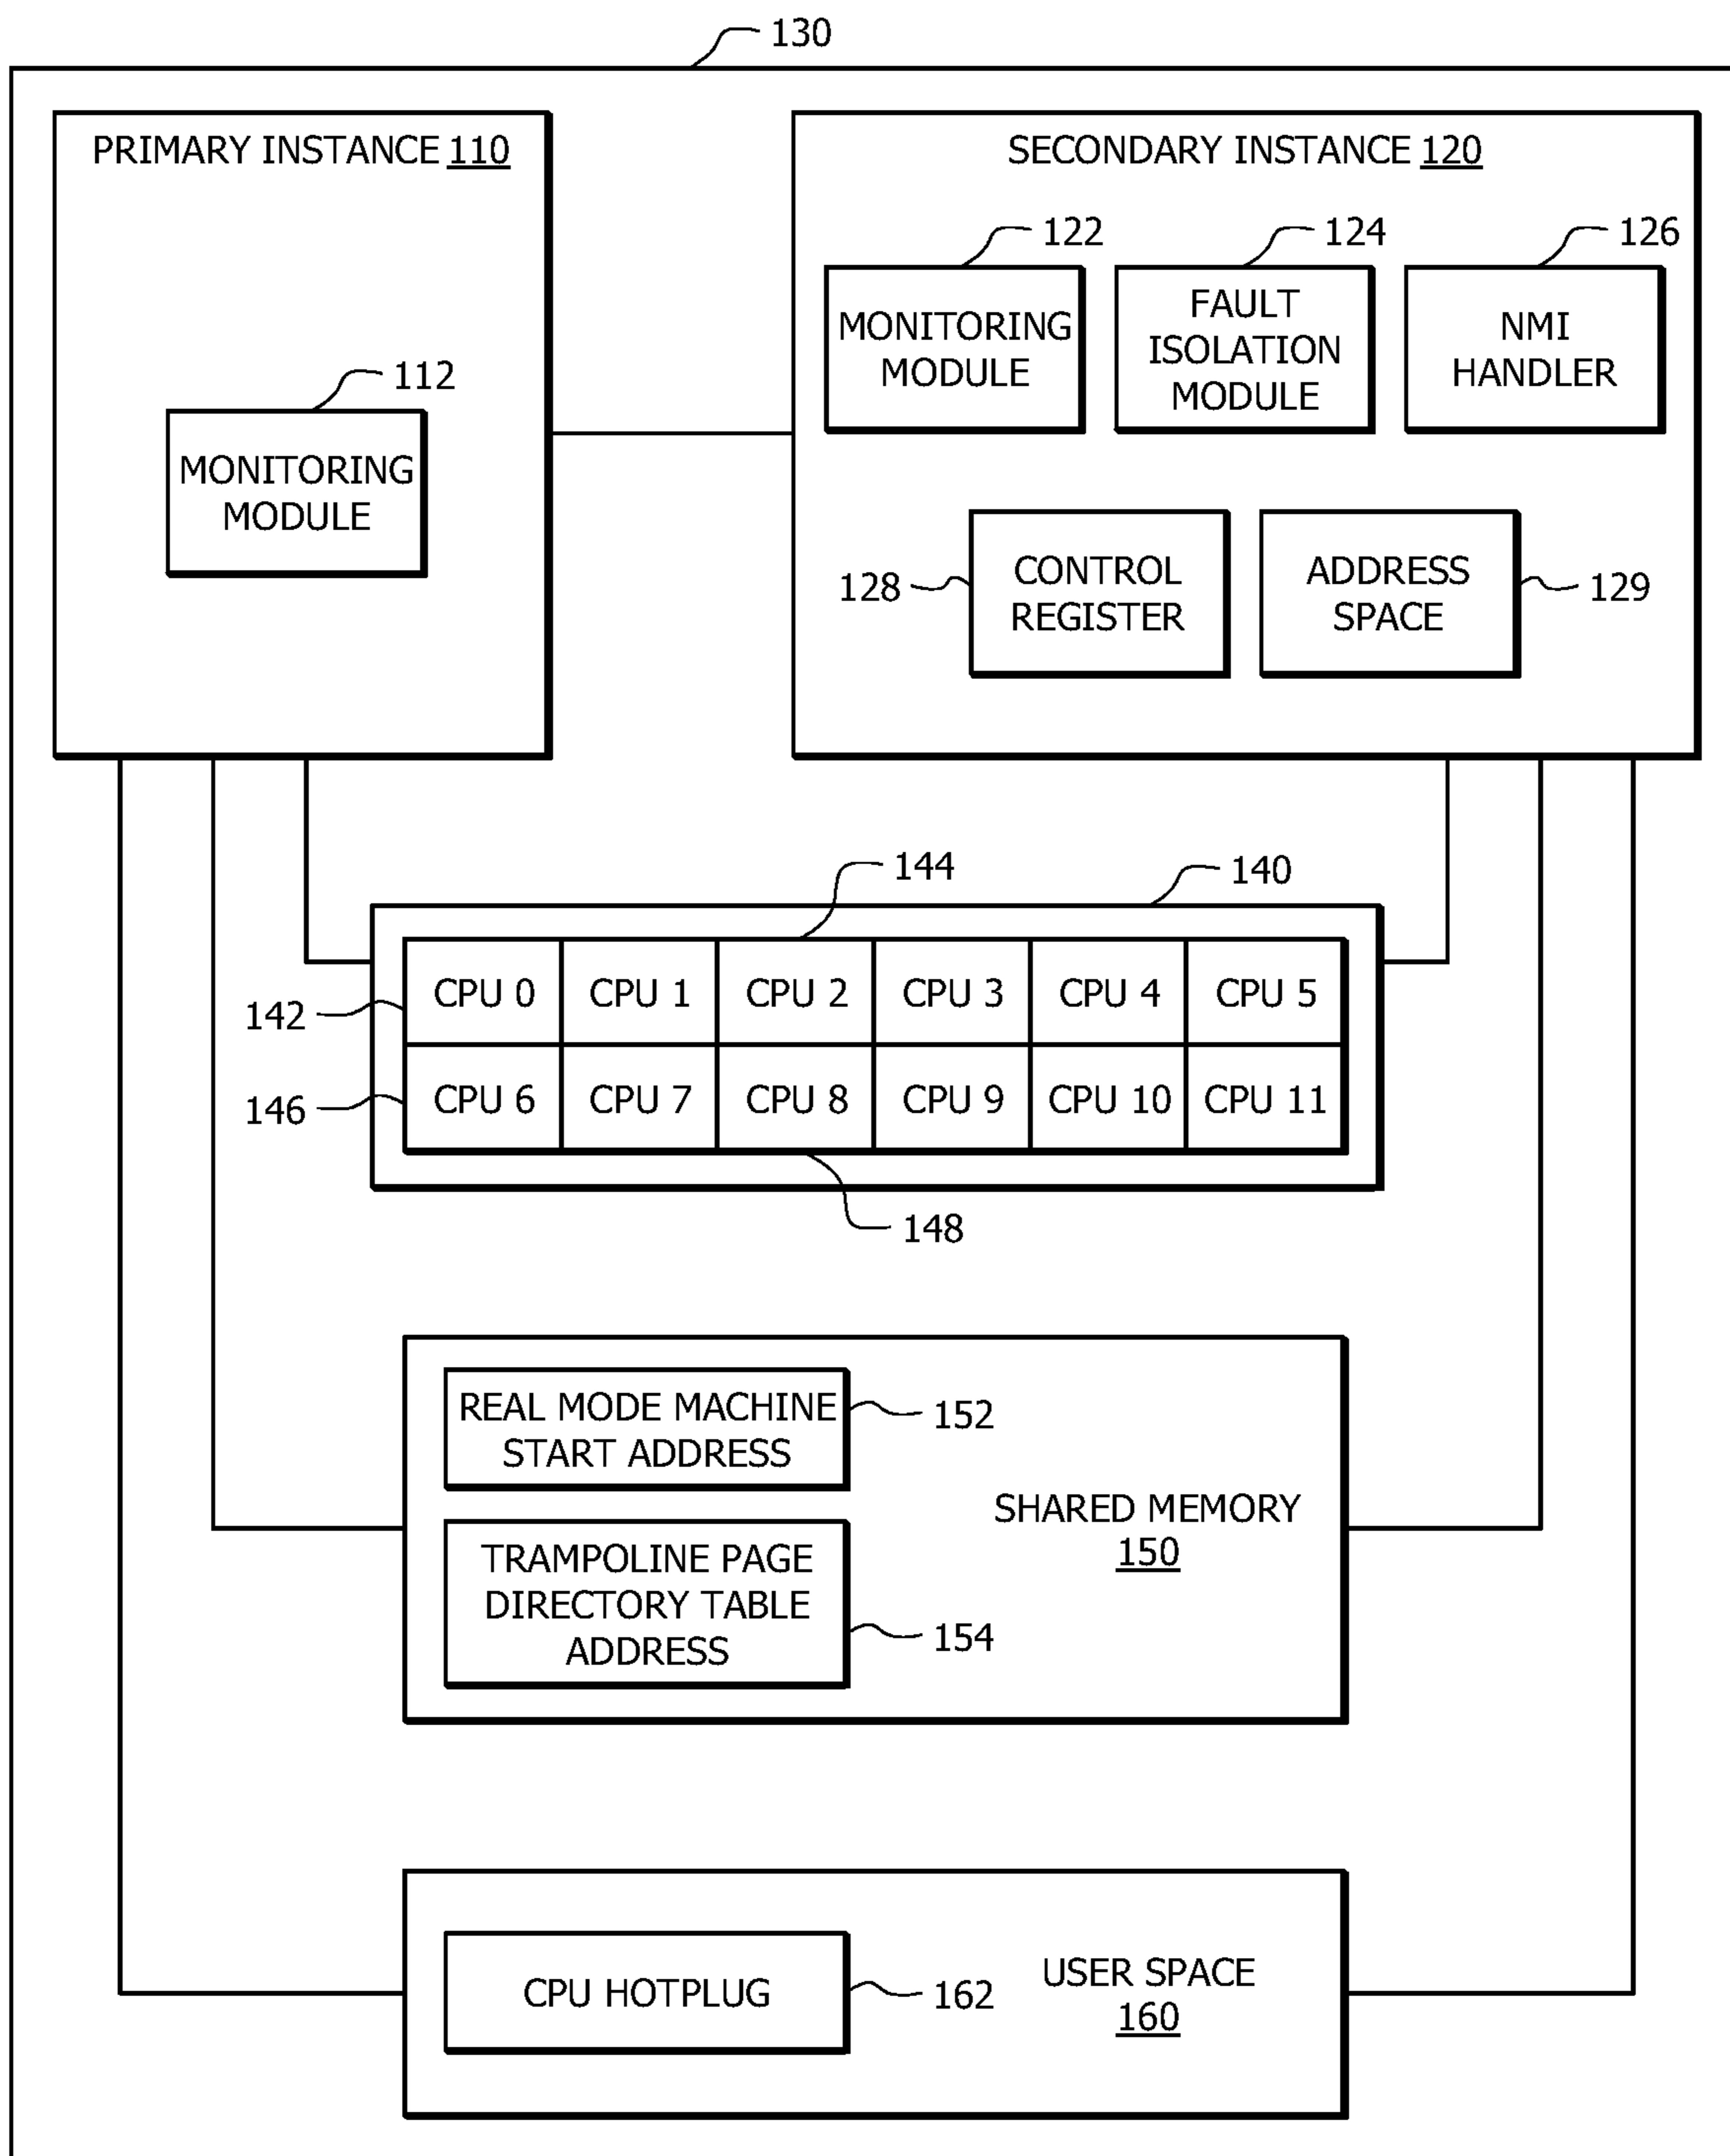 130
PRIMARY INSTANCE 110
112
MONITORING
MODULE
SECONDARY INSTANCE 120
122
MONITORING
MODULE
124
FAULT
ISOLATION
MODULE
126
NMI
HANDLER
128
CONTROL
REGISTER
ADDRESS
SPACE
129
144
140
142
CPU 0 CPU 1 CPU 2 CPU 3 CPU 4 CPU 5
146
CPU 6 CPU 7 CPU 8 CPU 9 CPU 10 CPU 11
148
REAL MODE MACHINE
START ADDRESS
152
TRAMPOLINE PAGE
DIRECTORY TABLE
ADDRESS
154
SHARED MEMORY
150
CPU HOTPLUG
162
USER SPACE
160